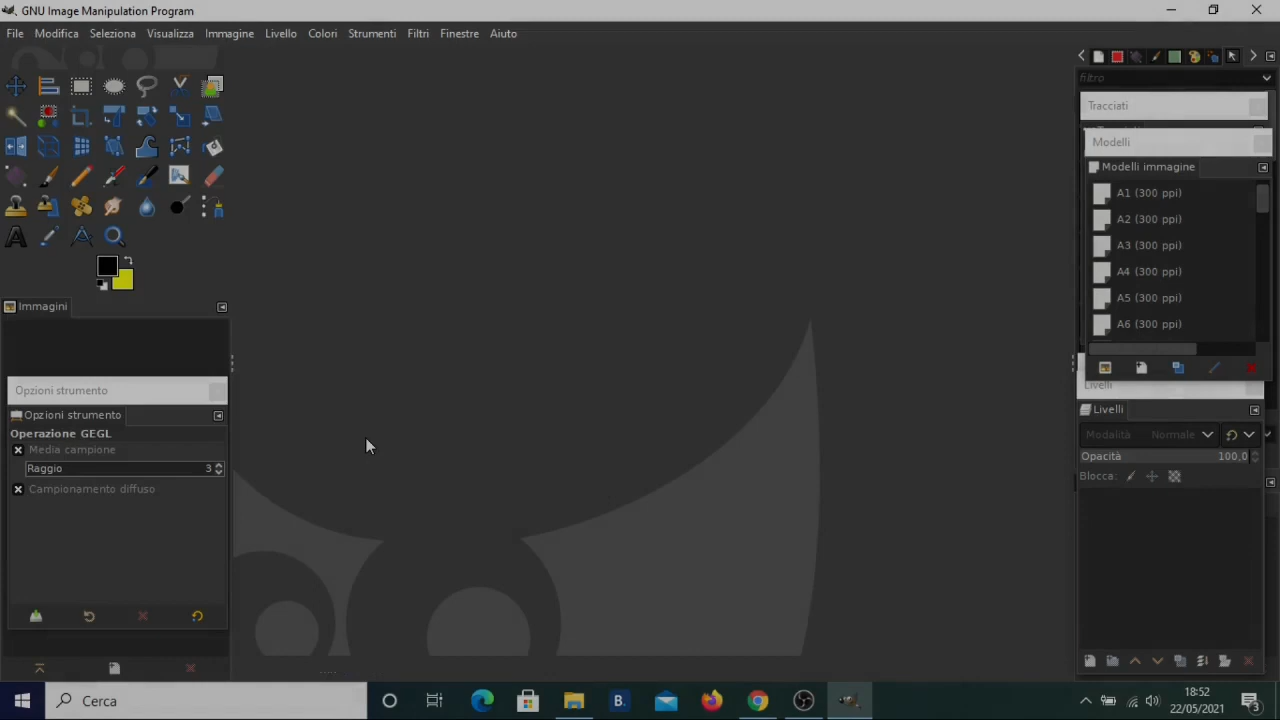 GNU Image Manipulation Program
File Modifica Seleziona Visualizza Immagine Livello Colori Strumenti Filtri Finestre Aiuto
filtro
Tracciati
Modelli
Modelli immagine
A1 (300 ppi)
A2 (300 ppi)
A3 (300 ppi)
A4 (300 ppi)
A5 (300 ppi)
A6 (300 ppi)
Immagini
Opzioni strumento
Opzioni strumento
Operazione GEGL
Media campione
Raggio 3
Campionamento diffuso
Livelli
Livelli
Modalità Normale
Opacità 100,0
Blocca:
Cerca
B.
18:52
22/05/2021
3